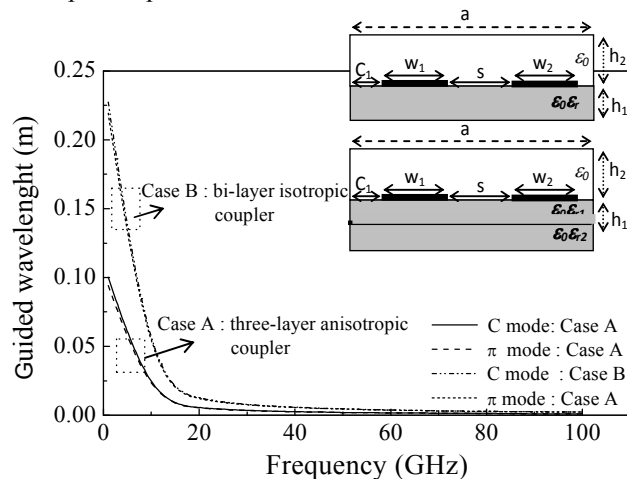 a
C1
w1
s
w2
ε0
h2
ε0εr
h1
a
C1
w1
s
w2
ε0
h2
h1
ε0εr2
0.25
0.20
0.15
0.10
0.05
0.00
Guided wavelenght (m)
Case B : bi-layer isotropic
coupler
Case A : three-layer anisotropic
coupler
C mode: Case A
π mode : Case A
C mode : Case B
π mode : Case A
0 20 40 60 80 100
Frequency (GHz)